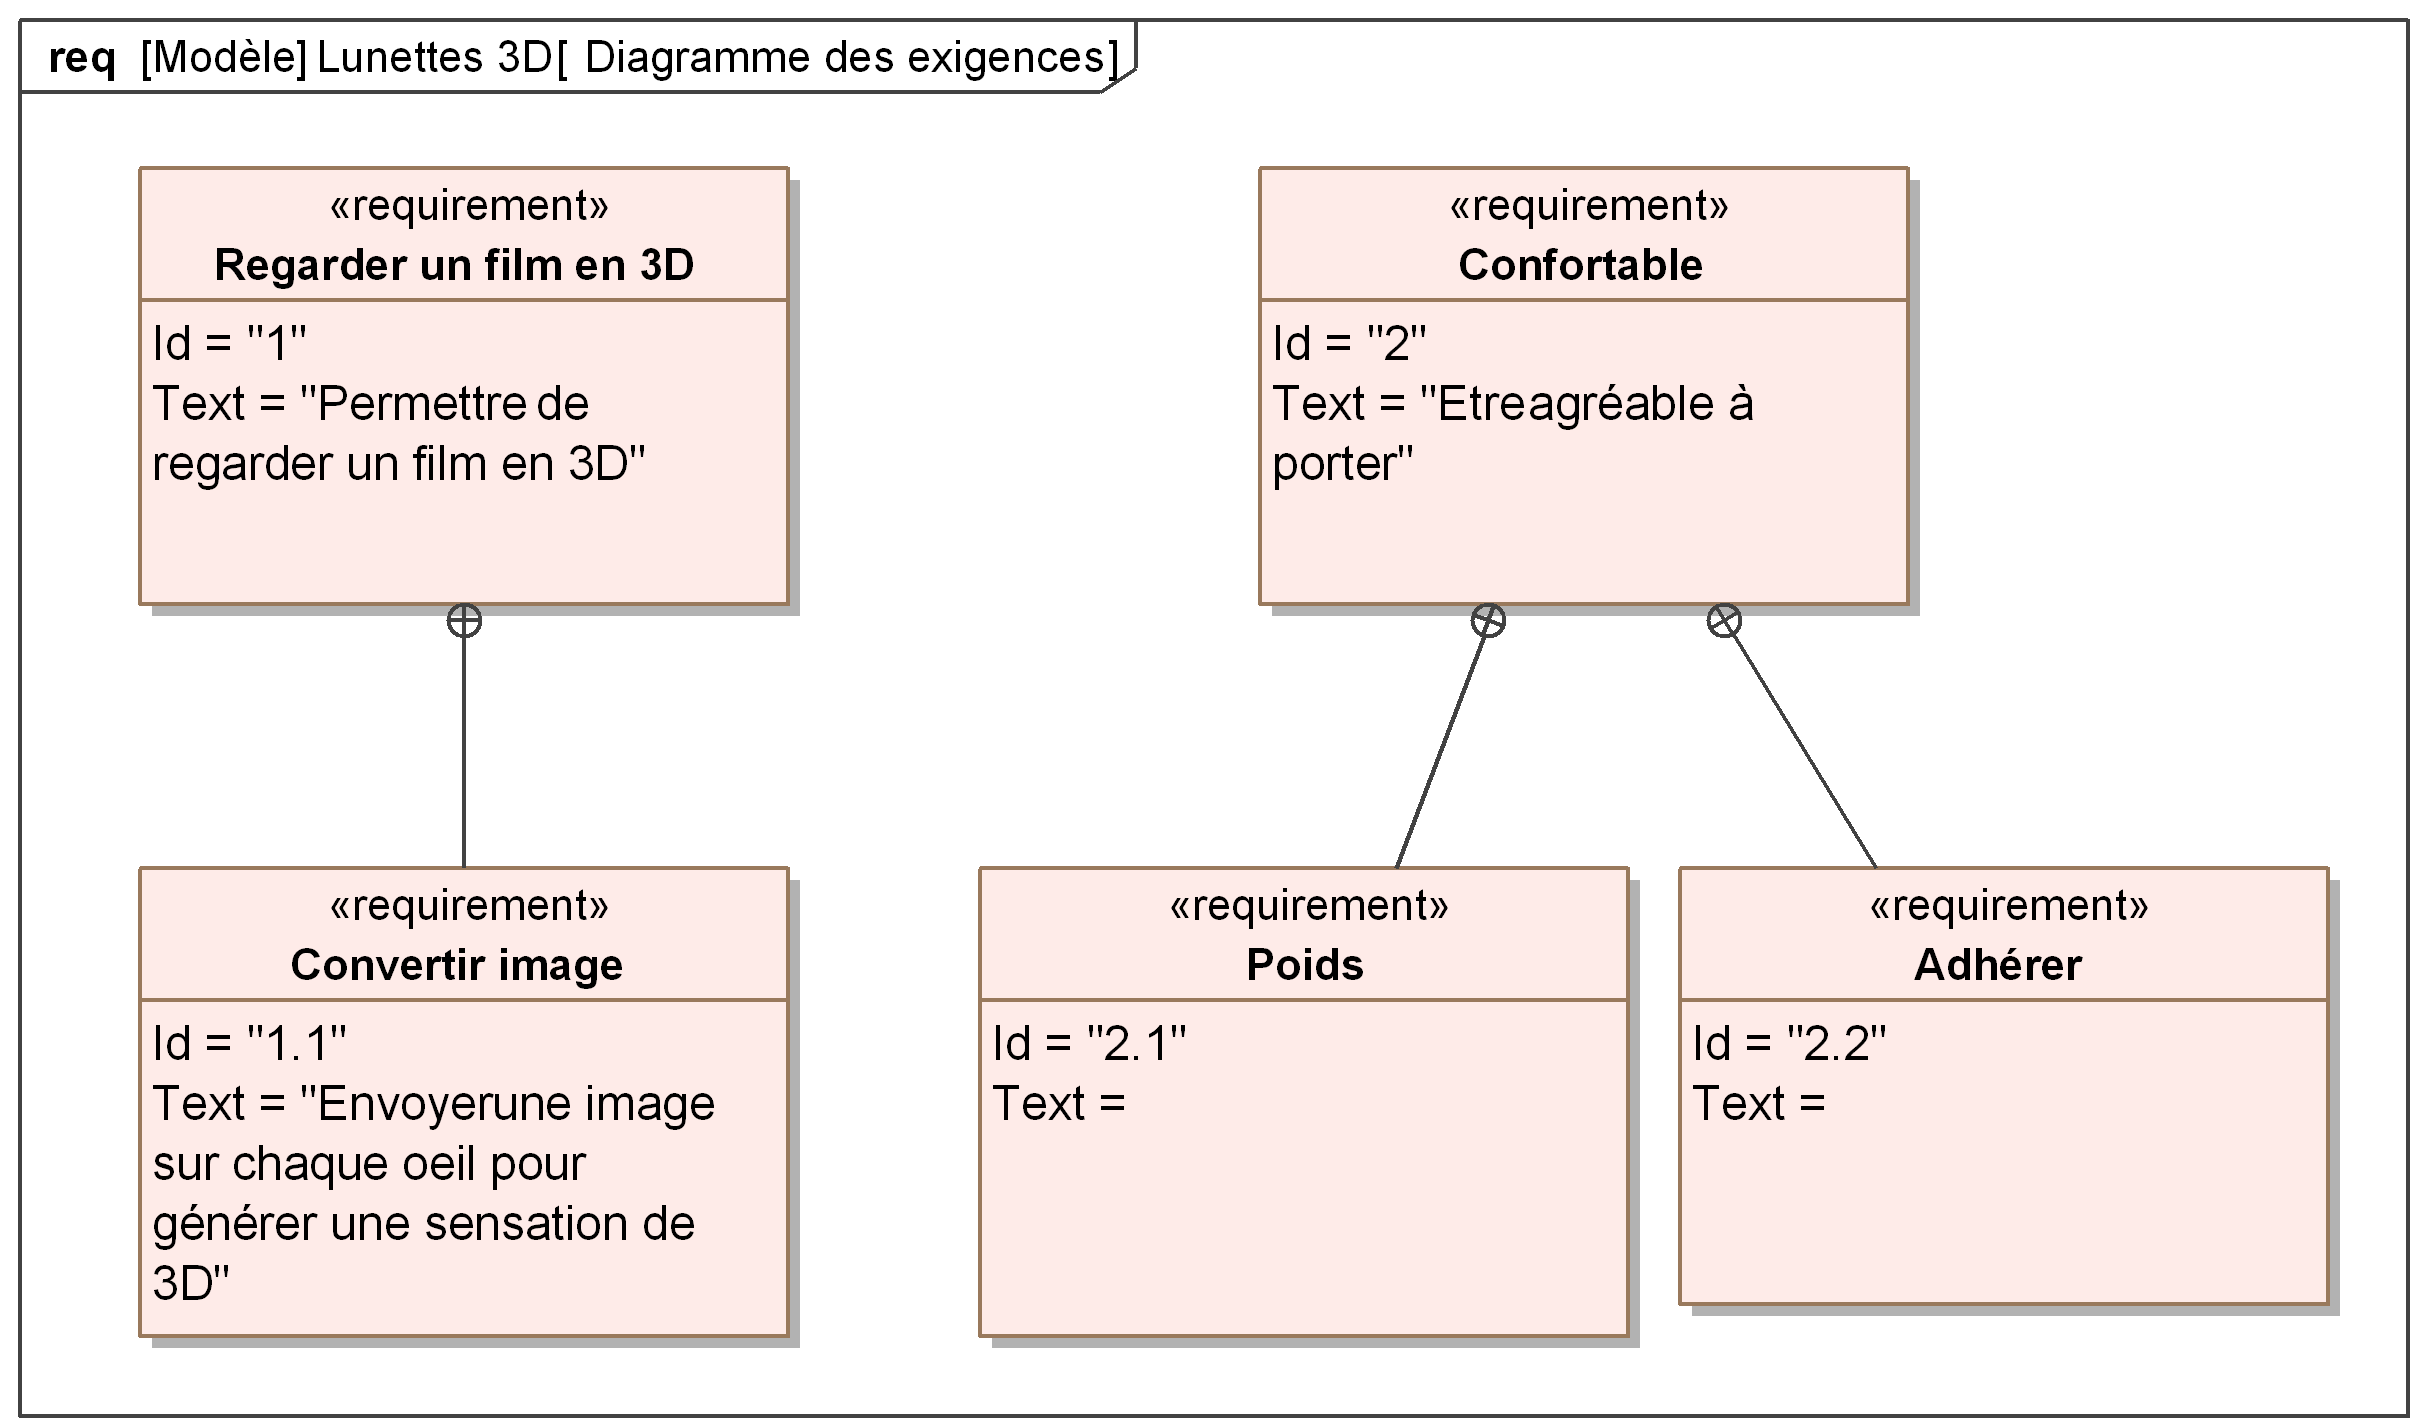 req [Modèle] Lunettes 3D[ Diagramme des exigences]
«requirement»
Regarder un film en 3D
Id = "1"
Text = "Permettre de
regarder un film en 3D"
«requirement»
Confortable
Id = "2"
Text = "Etreagréable à
porter"
«requirement»
Convertir image
Id = "1.1"
Text = "Envoyerune image
sur chaque oeil pour
générer une sensation de
3D"
«requirement»
Poids
Id = "2.1"
Text =
«requirement»
Adhérer
Id = "2.2"
Text =